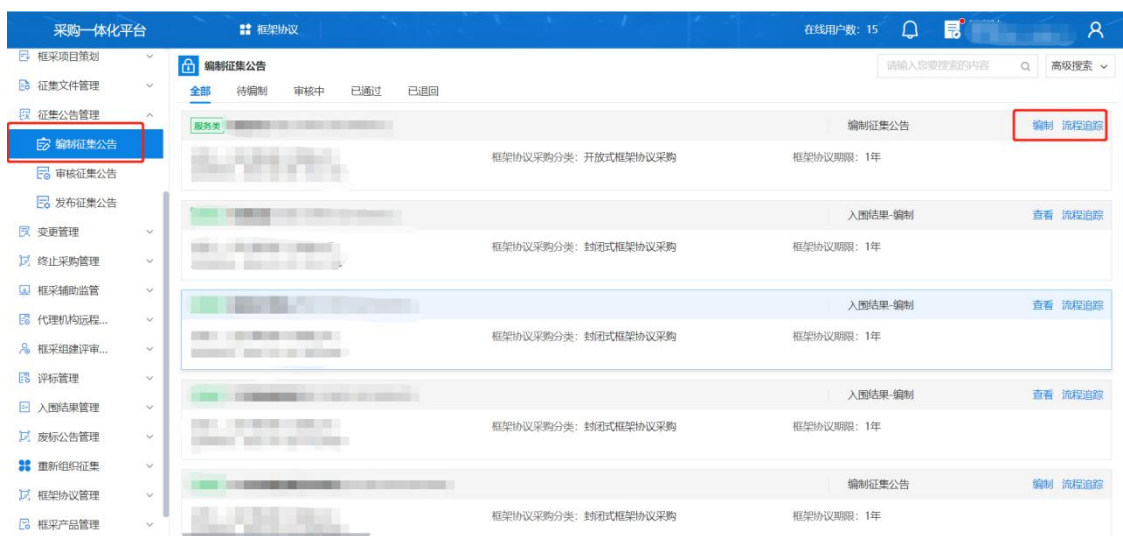 采购一体化平台
框架协议
在线用户数：15
框采项目策划
征集文件管理
征集公告管理
编制征集公告
审核征集公告
发布征集公告
变更管理
终止采购管理
框采辅助监管
代理机构远程...
框采组建评审...
评标管理
入围结果管理
废标公告管理
重新组织征集
框架协议管理
框采产品管理
编制征集公告
请输入您要搜索的内容
高级搜索
全部 待编制 审核中 已通过 已退回
服务类 编制征集公告 编制 流程追踪
框架协议采购分类：开放式框架协议采购 框架协议期限：1年
入围结果-编制 查看 流程追踪
框架协议采购分类：封闭式框架协议采购 框架协议期限：1年
入围结果-编制 查看 流程追踪
框架协议采购分类：封闭式框架协议采购 框架协议期限：1年
入围结果-编制 查看 流程追踪
框架协议采购分类：封闭式框架协议采购 框架协议期限：1年
编制征集公告 编制 流程追踪
框架协议采购分类：封闭式框架协议采购 框架协议期限：1年